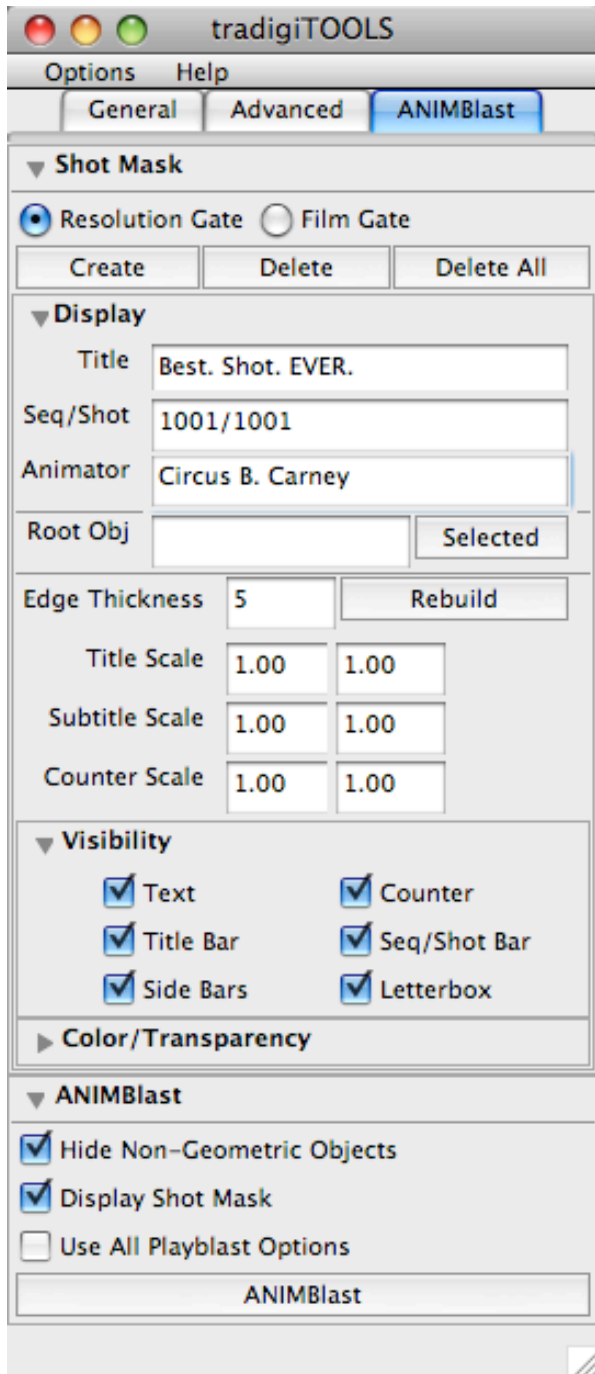 tradigiTOOLS
Options Help
General Advanced ANIMBlast
Shot Mask
Resolution Gate Film Gate
Create Delete Delete All
Display
Title Best. Shot. EVER.
Seq/Shot 1001/1001
Animator Circus B. Carney
Root Obj Selected
Edge Thickness 5 Rebuild
Title Scale 1.00 1.00
Subtitle Scale 1.00 1.00
Counter Scale 1.00 1.00
Visibility
Text Counter
Title Bar Seq/Shot Bar
Side Bars Letterbox
Color/Transparency
ANIMBlast
Hide Non-Geometric Objects
Display Shot Mask
Use All Playblast Options
ANIMBlast